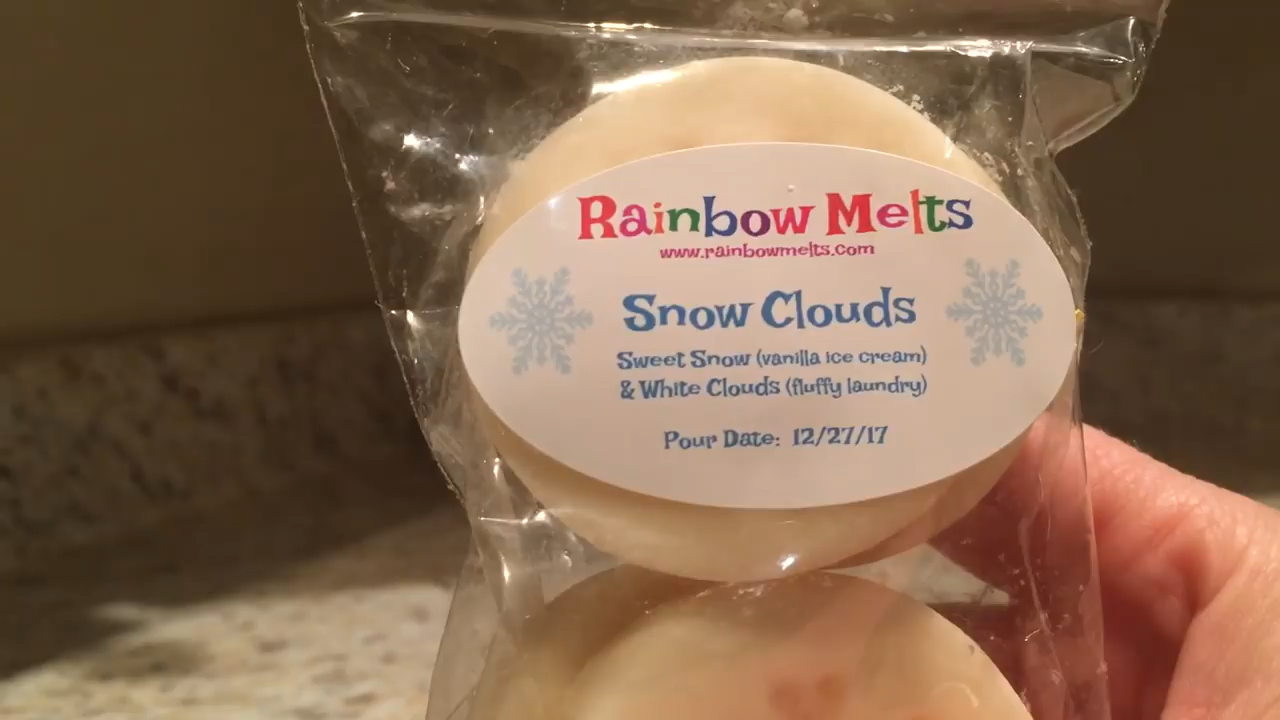 Rainbow Melts
www.rainbowmelts.com
Snow Clouds
Sweet Snow (vanilla ice cream)
& White Clouds (fluffy laundry)
Pour Date: 12/27/17